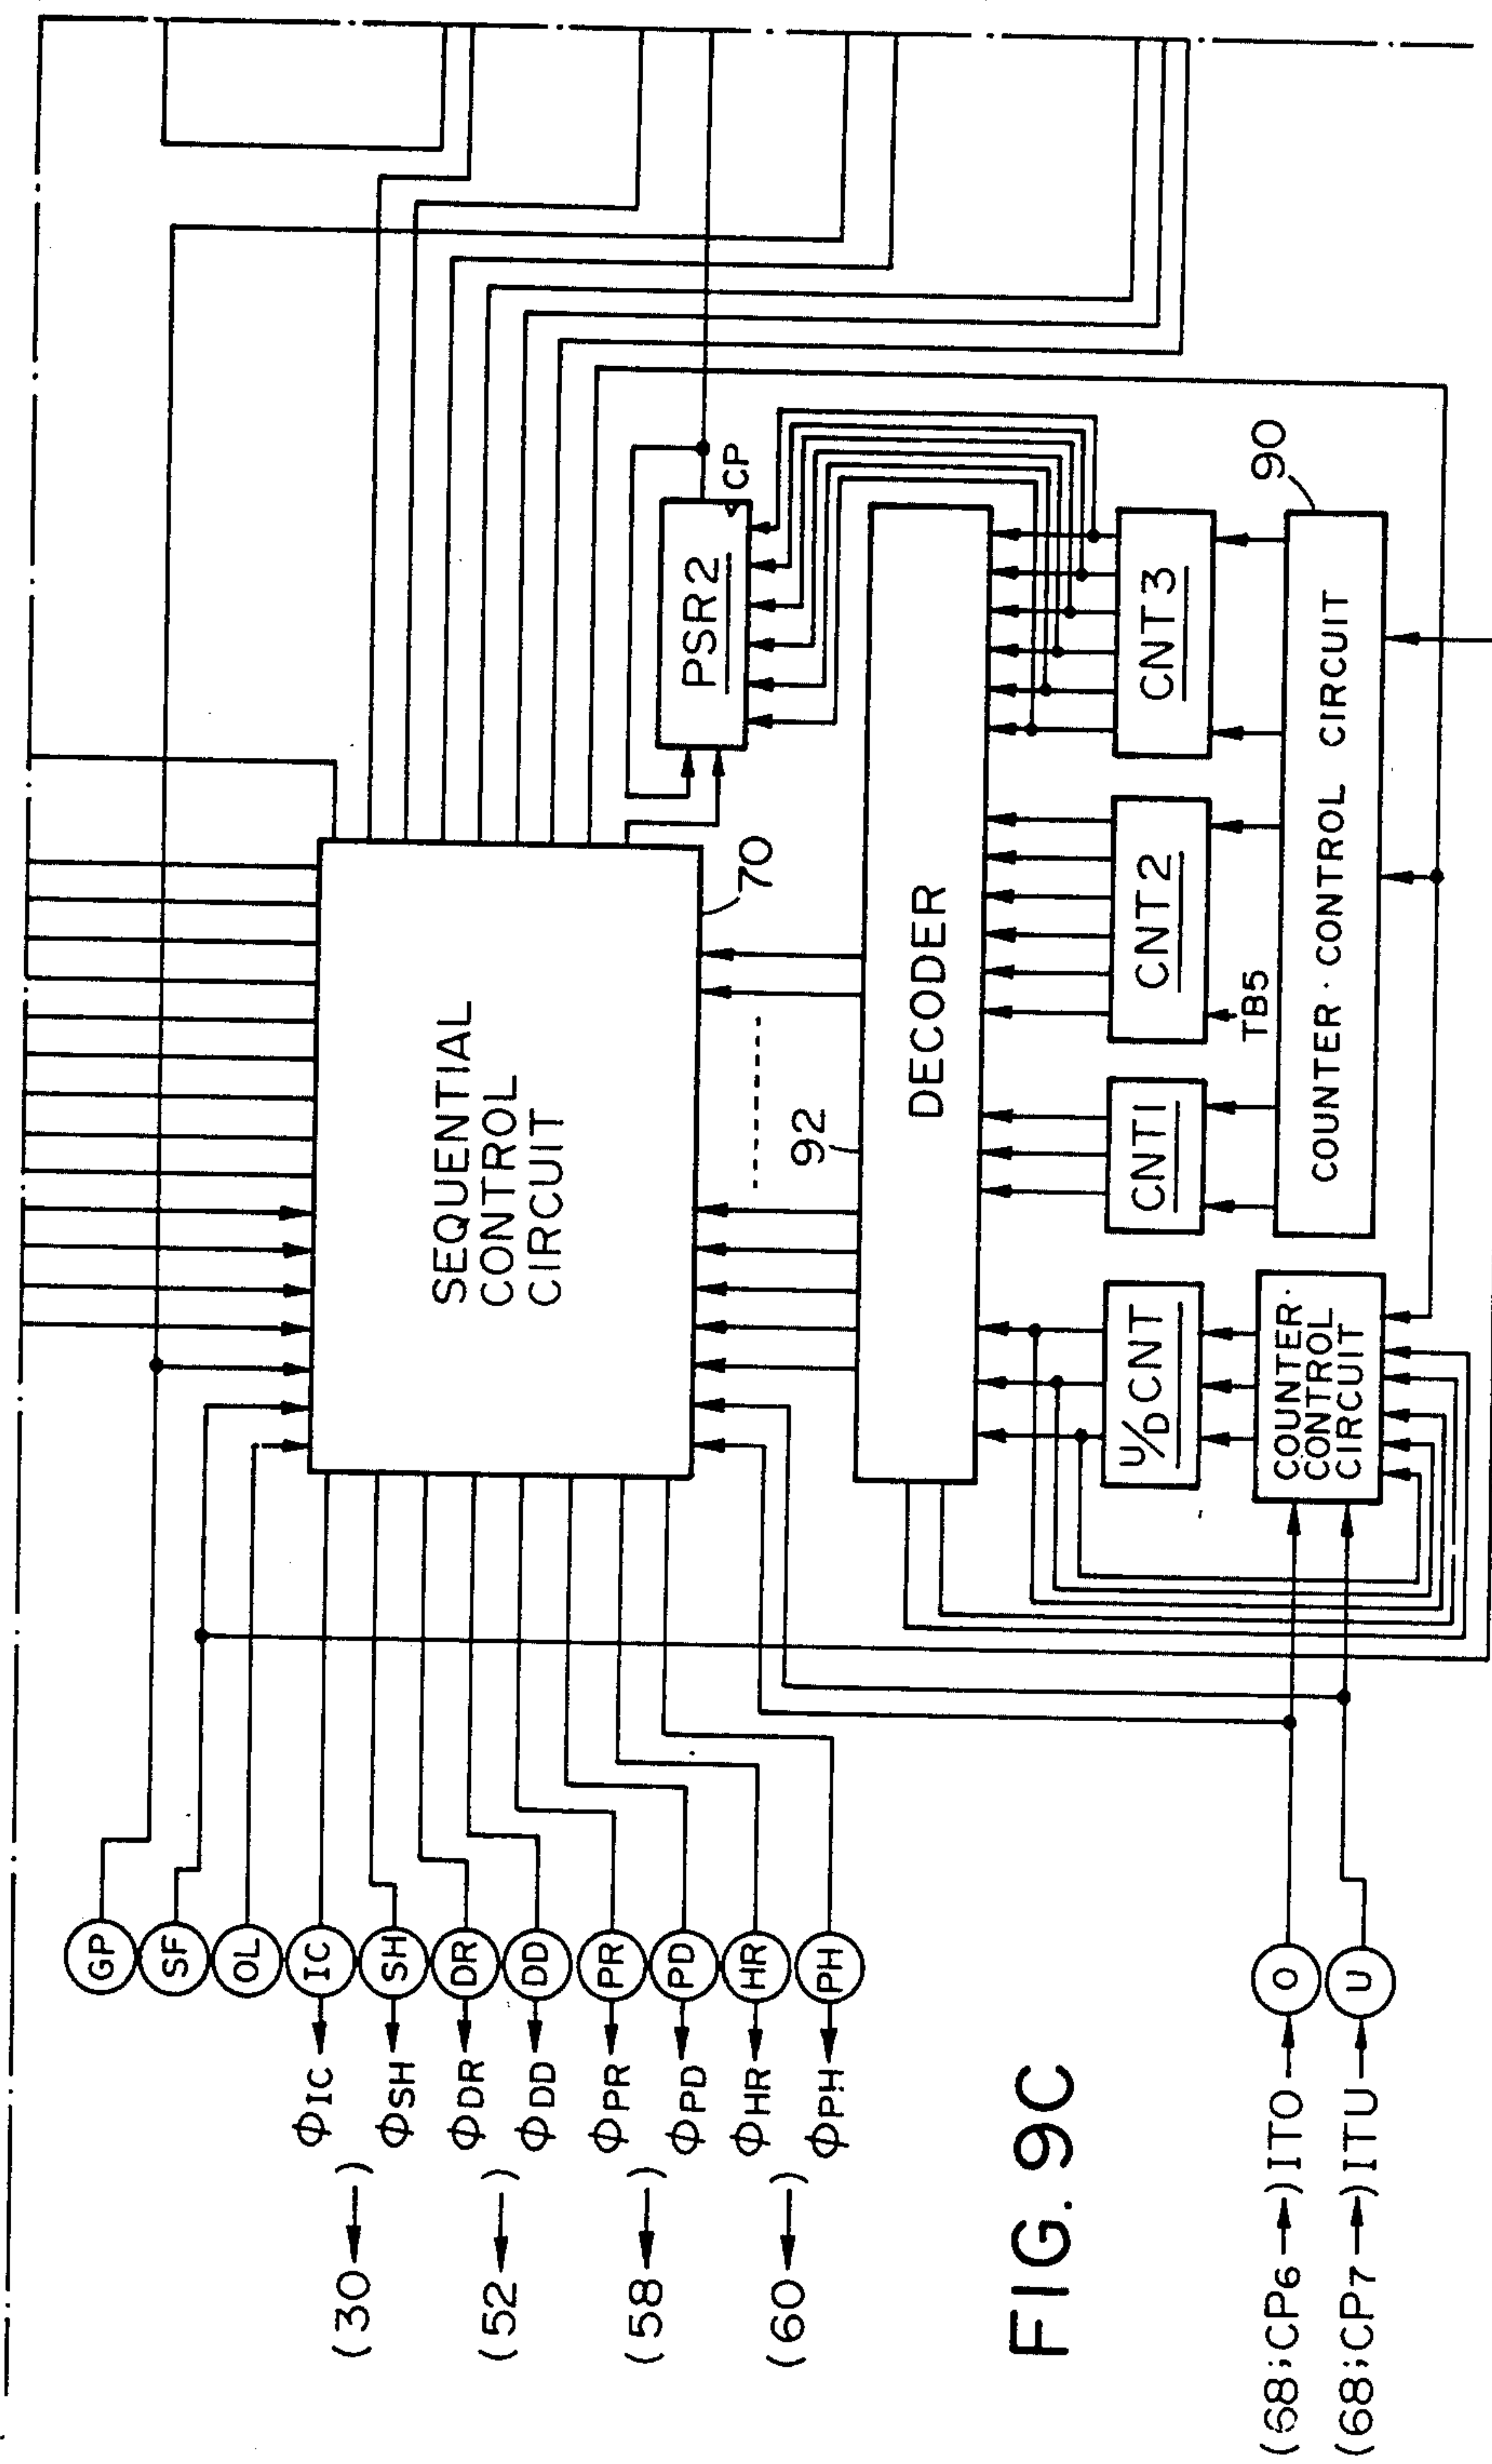 GP
SF
OL
IC
SH
DR
DD
PR
PD
HR
PH
ΦIC
ΦSH
ΦDR
ΦDD
ΦPR
ΦPD
ΦHR
ΦPH
(30←)
(52←)
(58←)
(60←)
SEQUENTIAL
CONTROL
CIRCUIT
70
PSR2
CP
92
DECODER
U/D CNT
CNT1
CNT2
CNT3
TB5
COUNTER·
CONTROL
CIRCUIT
COUNTER·CONTROL CIRCUIT
90
(68;CP6→)ITO→
O
(68;CP7→)ITU→
U
FIG. 9C